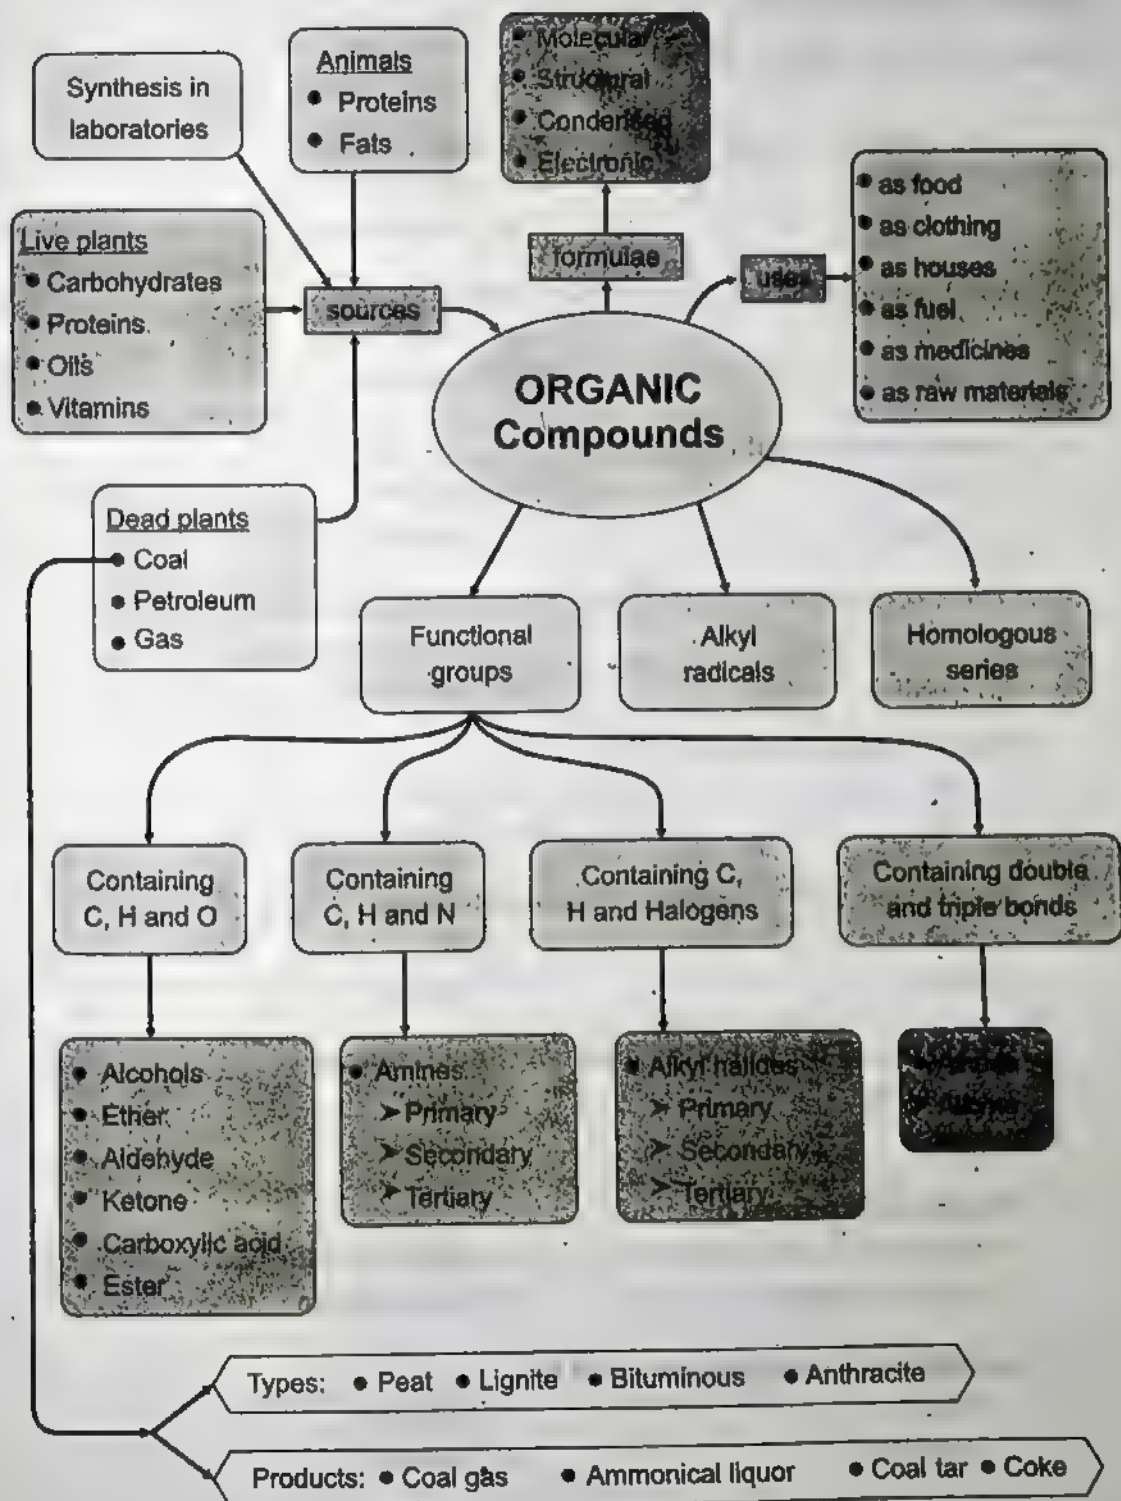 Synthesis in
laboratories
Animals
• Proteins
• Fats
• Molecular
• Structural
• Condensed
• Electronic
Live plants
• Carbohydrates
• Proteins
• Oils
• Vitamins
sources
formulae
• as food
• as clothing
• as houses
• as fuel
• as medicines
• as raw materials
ORGANIC
Compounds
Dead plants
• Coal
• Petroleum
• Gas
Functional
groups
Alkyl
radicals
Homologous
series
Containing
C, H and O
Containing
C, H and N
Containing C,
H and Halogens
Containing double
and triple bonds
• Alcohols
• Ether
• Aldehyde
• Ketone
• Carboxylic acid
• Ester
• Amines
➤ Primary
➤ Secondary
➤ Tertiary
• Alkyl halides
➤ Primary
➤ Secondary
➤ Tertiary
Types: • Peat • Lignite • Bituminous • Anthracite
Products: • Coal gas • Ammonical liquor • Coal tar • Coke